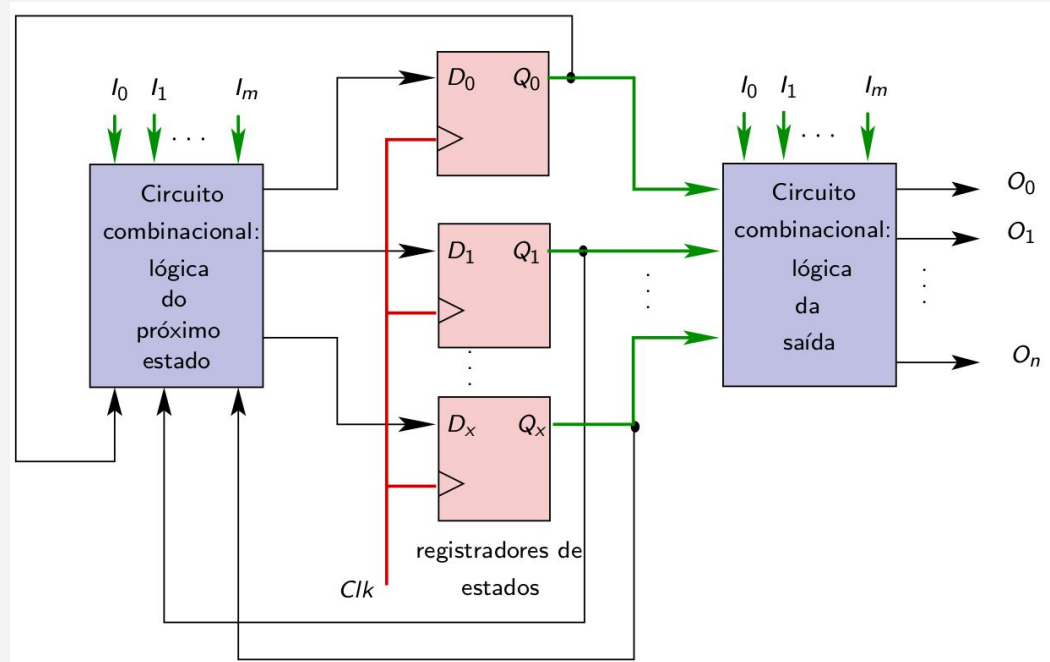 I0 I1 . . . Im
Circuito
combinacional:
lógica
do
próximo
estado
D0 Q0
D1 Q1
. . . .
Dx Qx
registradores de
estados
Clk
. . . .
I0 I1 . . . Im
Circuito
combinacional:
lógica
da
saída
O0
O1
. . . .
On